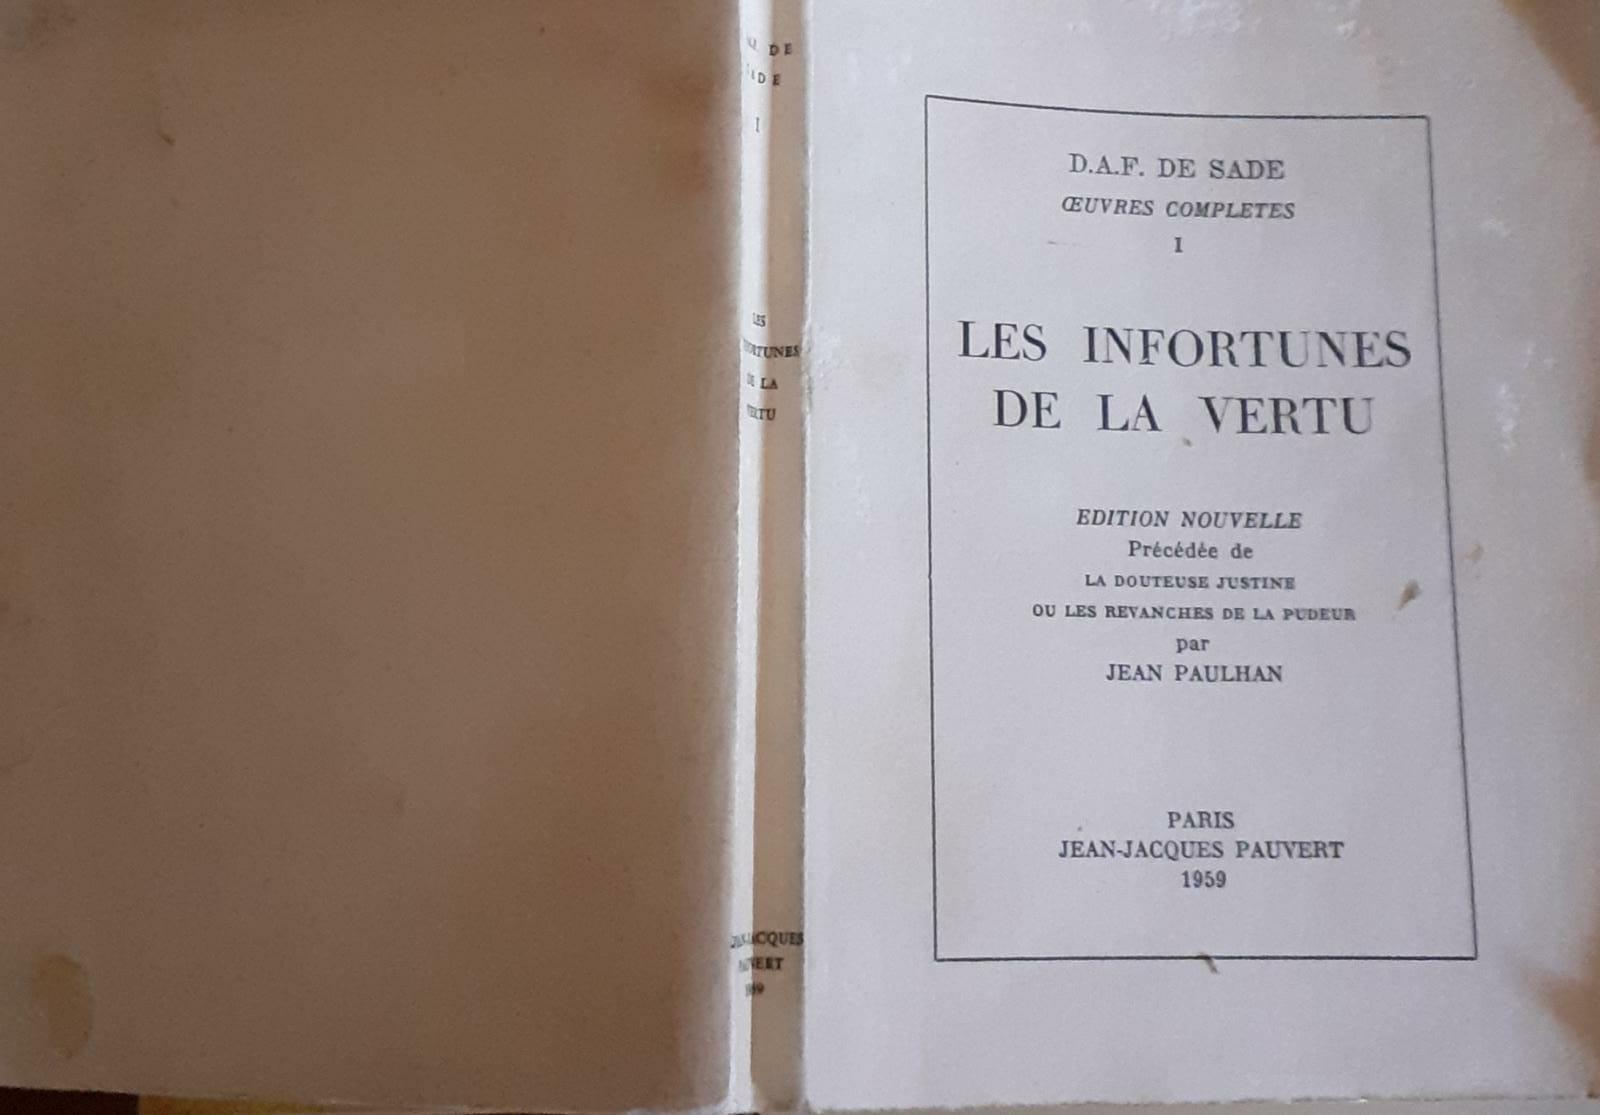 DE
I
LES
DE LA
D.A.F. DE SADE
ŒUVRES COMPLETES
I
LES INFORTUNES
DE LA VERTU
EDITION NOUVELLE
Précédée de
LA DOUTEUSE JUSTINE
OU LES REVANCHES DE LA PUDEUR
par
JEAN PAULHAN
PARIS
JEAN-JACQUES PAUVERT
1959